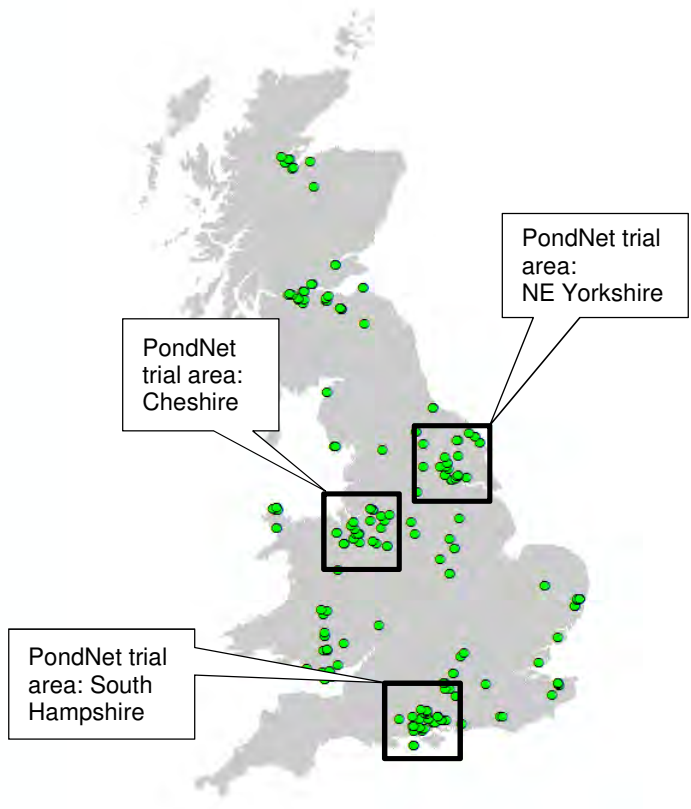 PondNet trial
area:
NE Yorkshire
PondNet
trial area:
Cheshire
PondNet trial
area: South
Hampshire